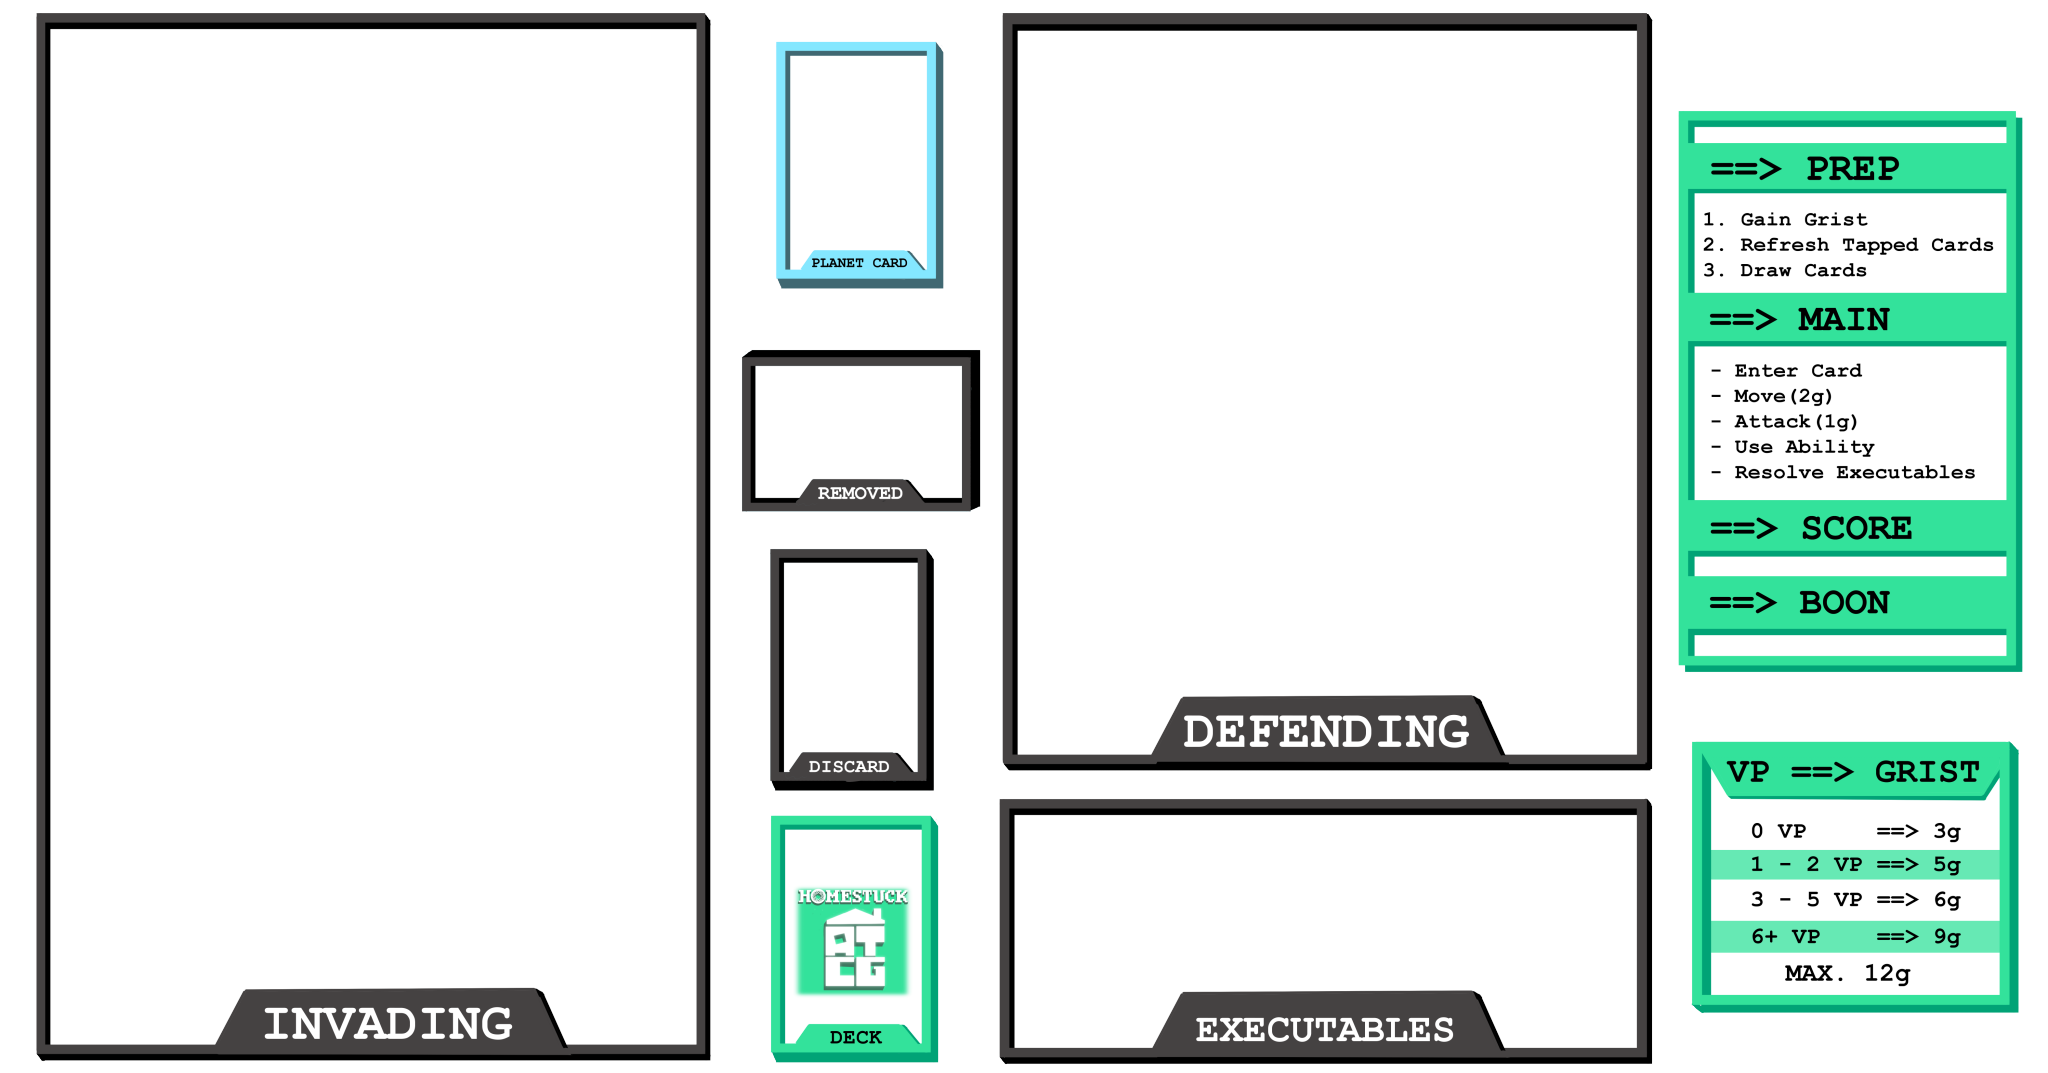 INVADING
PLANET CARD
REMOVED
DISCARD
HOMESTUCK
DECK
DEFENDING
EXECUTABLES
==> PREP
1. Gain Grist
2. Refresh Tapped Cards
3. Draw Cards
==> MAIN
- Enter Card
- Move(2g)
- Attack(1g)
- Use Ability
- Resolve Executables
==> SCORE
==> BOON
VP ==> GRIST
0 VP ==> 3g
1 - 2 VP ==> 5g
3 - 5 VP ==> 6g
6+ VP ==> 9g
MAX. 12g